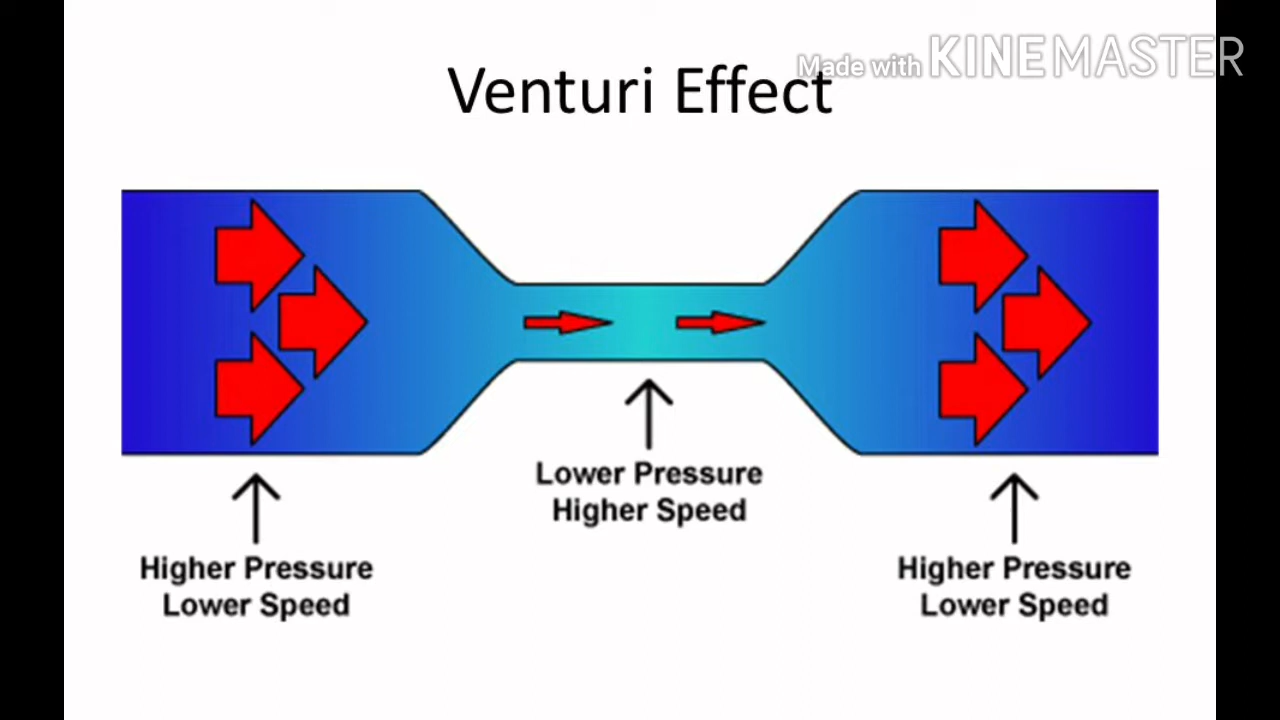 Made with KINEMASTER
Venturi Effect
Lower Pressure
Higher Speed
Higher Pressure
Lower Speed
Higher Pressure
Lower Speed